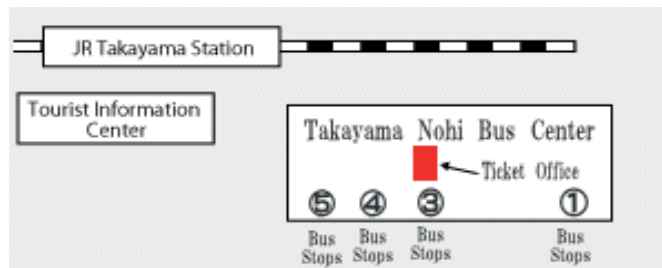 JR Takayama Station
Tourist Information
Center
Takayama Nohi Bus Center
Ticket Office
⑤ ④ ③ ①
Bus Bus Bus Bus
Stops Stops Stops Stops